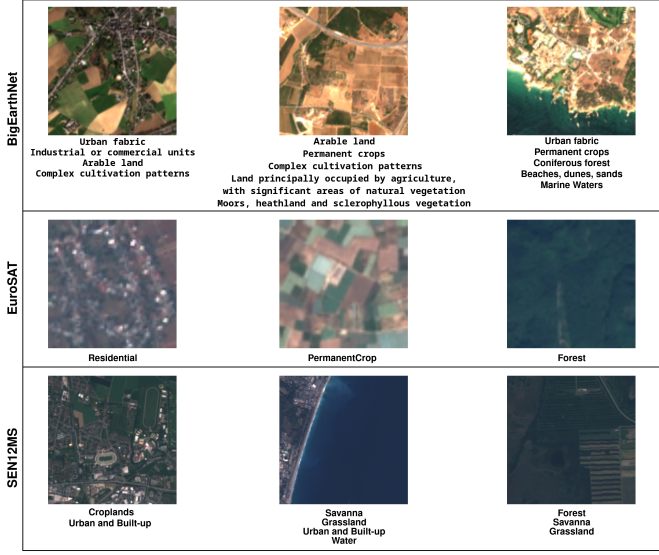 BigEarthNet
Urban fabric
Industrial or commercial units
Arable land
Complex cultivation patterns
Arable land
Permanent crops
Complex cultivation patterns
Land principally occupied by agriculture,
with significant areas of natural vegetation
Moors, heathland and sclerophyllous vegetation
Urban fabric
Permanent crops
Coniferous forest
Beaches, dunes, sands
Marine Waters
EuroSAT
Residential
PermanentCrop
Forest
SEN12MS
Croplands
Urban and Built-up
Savanna
Grassland
Urban and Built-up
Water
Forest
Savanna
Grassland